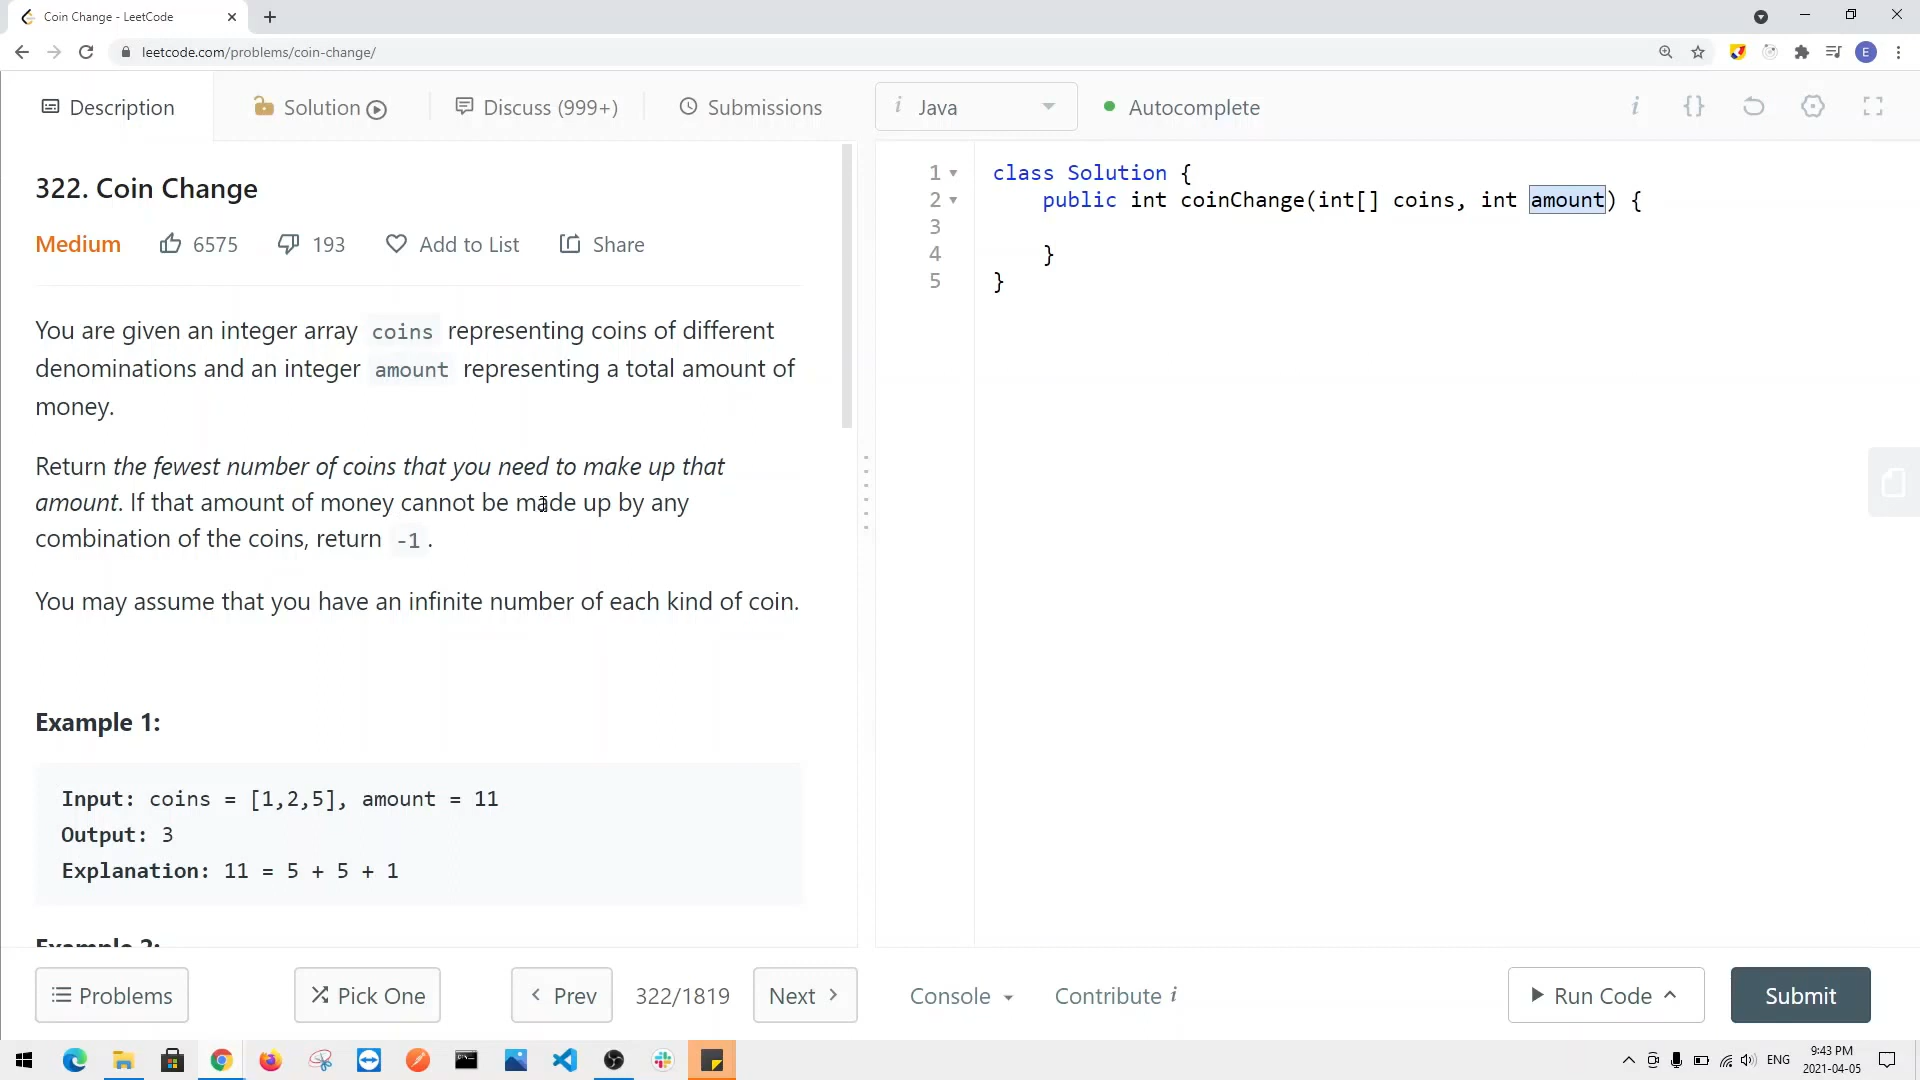 Coin Change - LeetCode
leetcode.com/problems/coin-change/
E
Description
Solution
Discuss (999+)
Submissions
i Java
Autocomplete
322. Coin Change
Medium
6575
193
Add to List
Share
You are given an integer array coins representing coins of different
denominations and an integer amount representing a total amount of
money.
Return the fewest number of coins that you need to make up that
amount. If that amount of money cannot be made up by any
combination of the coins, return -1.
You may assume that you have an infinite number of each kind of coin.
Example 1:
Input: coins = [1,2,5], amount = 11
Output: 3
Explanation: 11 = 5 + 5 + 1
Example 2:
1 class Solution {
2 public int coinChange(int[] coins, int amount) {
3
4 }
5 }
Problems
Pick One
Prev
322/1819
Next
Console
Contribute i
Run Code
Submit
ENG
9:43 PM
2021-04-05